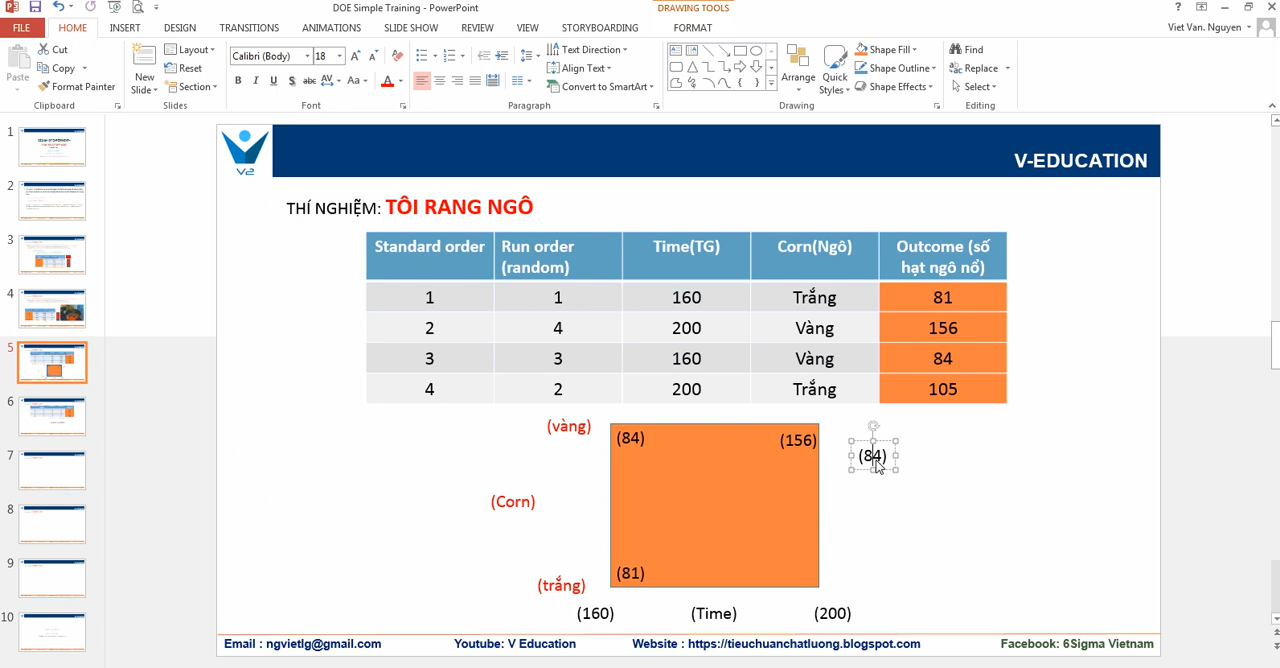 DOE Simple Training - PowerPoint
DRAWING TOOLS
FILE HOME INSERT DESIGN TRANSITIONS ANIMATIONS SLIDE SHOW REVIEW VIEW STORYBOARDING FORMAT
Viet Van. Nguyen
Paste
Cut
Copy
Format Painter
Clipboard
New Slide
Layout
Reset
Section
Slides
Calibri (Body) 18
Font
Text Direction
Align Text
Convert to SmartArt
Paragraph
Arrange
Quick Styles
Shape Fill
Shape Outline
Shape Effects
Drawing
Find
Replace
Select
Editing
1
2
3
4
5
6
7
8
9
10
V2
V-EDUCATION
THÍ NGHIỆM: TÔI RANG NGÔ
Standard order Run order (random) Time(TG) Corn(Ngô) Outcome (số hạt ngô nổ)
1 1 160 Trắng 81
2 4 200 Vàng 156
3 3 160 Vàng 84
4 2 200 Trắng 105
(vàng)
(84) (156)
(84)
(Corn)
(81)
(trắng)
(160) (Time) (200)
Email : ngvietlg@gmail.com Youtube: V Education Website : https://tieuchuanchatluong.blogspot.com Facebook: 6Sigma Vietnam